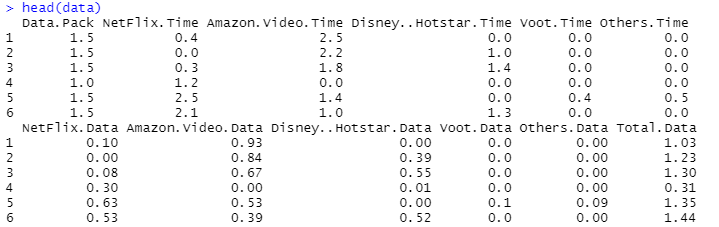 > head(data)
Data.Pack NetFlix.Time Amazon.Video.Time Disney..Hotstar.Time Voot.Time Others.Time
1 1.5 0.4 2.5 0.0 0.0 0.0
2 1.5 0.0 2.2 1.0 0.0 0.0
3 1.5 0.3 1.8 1.4 0.0 0.0
4 1.0 1.2 0.0 0.0 0.0 0.0
5 1.5 2.5 1.4 0.0 0.4 0.5
6 1.5 2.1 1.0 1.3 0.0 0.0
NetFlix.Data Amazon.Video.Data Disney..Hotstar.Data Voot.Data Others.Data Total.Data
1 0.10 0.93 0.00 0.0 0.00 1.03
2 0.00 0.84 0.39 0.0 0.00 1.23
3 0.08 0.67 0.55 0.0 0.00 1.30
4 0.30 0.00 0.01 0.0 0.00 0.31
5 0.63 0.53 0.00 0.1 0.09 1.35
6 0.53 0.39 0.52 0.0 0.00 1.44